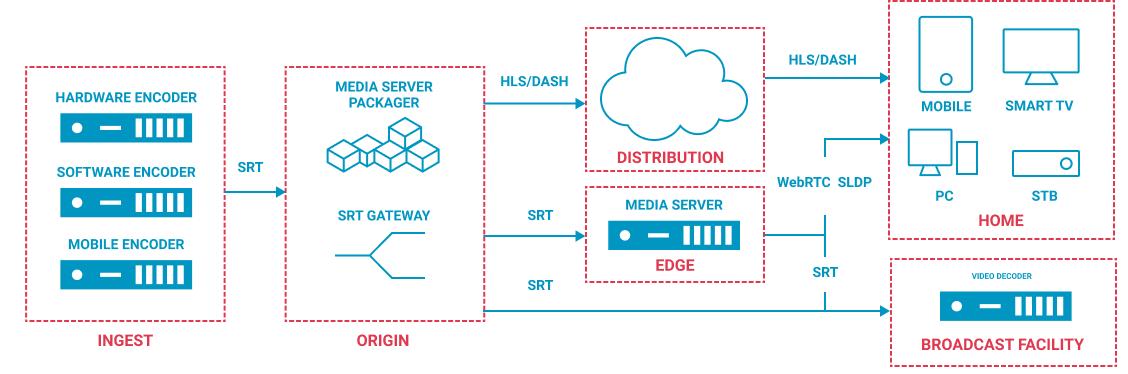 HARDWARE ENCODER
SOFTWARE ENCODER
MOBILE ENCODER
INGEST
SRT
MEDIA SERVER
PACKAGER
SRT GATEWAY
ORIGIN
HLS/DASH
SRT
SRT
DISTRIBUTION
MEDIA SERVER
EDGE
HLS/DASH
WebRTC SLDP
SRT
MOBILE
SMART TV
PC
STB
HOME
VIDEO DECODER
BROADCAST FACILITY